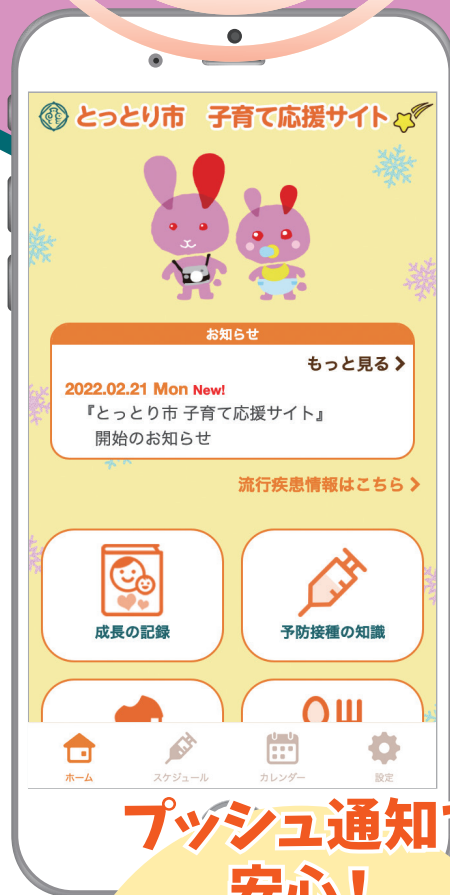 とっとり市 子育て応援サイト
お知らせ
もっと見る
2022.02.21 Mon New!
『とっとり市 子育て応援サイト』
開始のお知らせ
流行疾患情報はこちら
成長の記録
予防接種の知識
ホーム
スケジュール
カレンダー
設定
プッシュ通知で
安心!